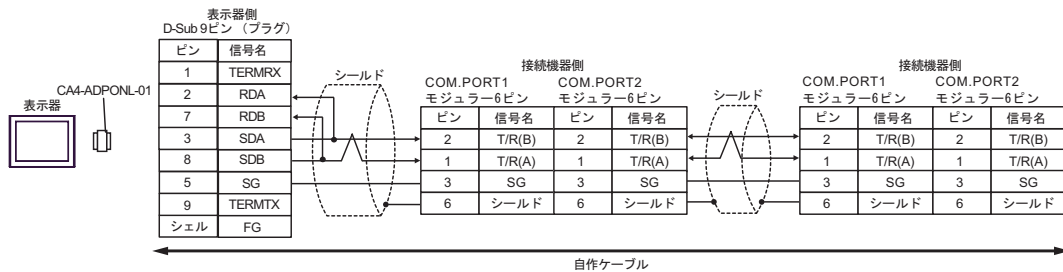 表示器側
D-Sub 9ピン （プラグ）
ピン 信号名
1 TERMRX
2 RDA
7 RDB
3 SDA
8 SDB
5 SG
9 TERMTX
シェル FG
CA4-ADPONL-01
表示器
シールド
接続機器側
COM.PORT1 COM.PORT2
モジュラー6ピン モジュラー6ピン
ピン 信号名 ピン 信号名
2 T/R(B) 2 T/R(B)
1 T/R(A) 1 T/R(A)
3 SG 3 SG
6 シールド 6 シールド
シールド
接続機器側
COM.PORT1 COM.PORT2
モジュラー6ピン モジュラー6ピン
ピン 信号名 ピン 信号名
2 T/R(B) 2 T/R(B)
1 T/R(A) 1 T/R(A)
3 SG 3 SG
6 シールド 6 シールド
自作ケーブル